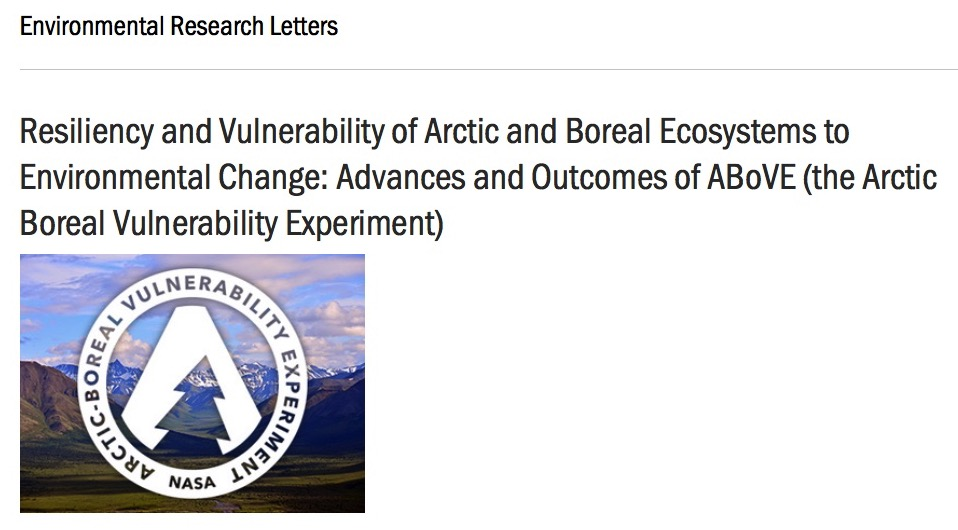 Environmental Research Letters
Resiliency and Vulnerability of Arctic and Boreal Ecosystems to
Environmental Change: Advances and Outcomes of ABoVE (the Arctic
Boreal Vulnerability Experiment)
ARCTIC-BOREAL VULNERABILITY EXPERIMENT
NASA